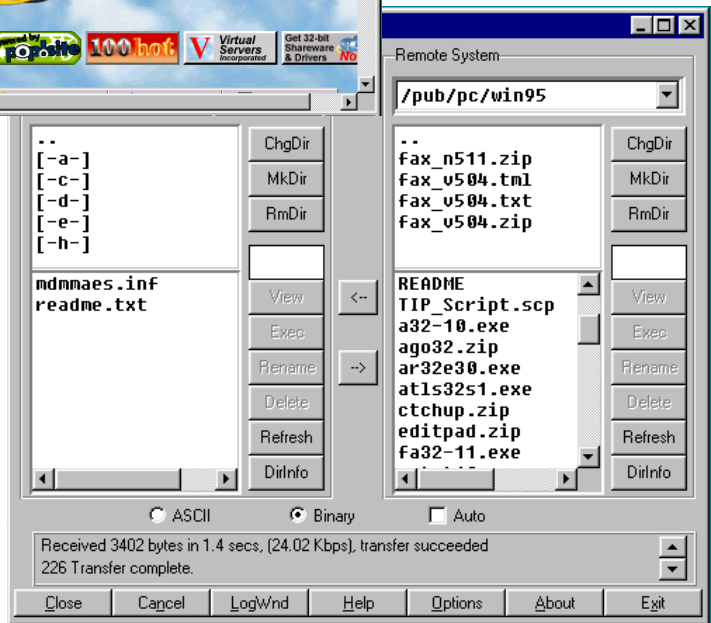 powered by
pop!site
100hot
V Virtual
Servers
Incorporated
Get 32-bit
Shareware
& Drivers
Remote System
/pub/pc/win95
..
[-a-]
[-c-]
[-d-]
[-e-]
[-h-]
ChgDir
MkDir
RmDir
mdmmaes.inf
readme.txt
View
Exec
Rename
Delete
Refresh
DirInfo
<--
-->
..
fax_n511.zip
fax_v504.tml
fax_v504.txt
fax_v504.zip
ChgDir
MkDir
RmDir
README
TIP_Script.scp
a32-10.exe
ago32.zip
ar32e30.exe
atls32s1.exe
ctchup.zip
editpad.zip
fa32-11.exe
View
Exec
Rename
Delete
Refresh
DirInfo
ASCII Binary Auto
Received 3402 bytes in 1.4 secs, (24.02 Kbps), transfer succeeded
226 Transfer complete.
Close Cancel LogWnd Help Options About Exit